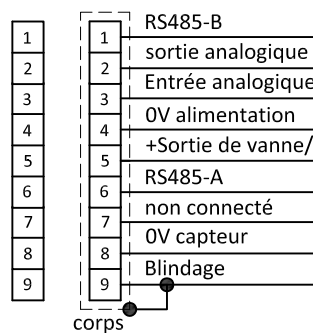 1 1 RS485-B
2 2 sortie analogique
3 3 Entrée analogique
4 4 0V alimentation
5 5 +Sortie de vanne/
6 6 RS485-A
7 7 non connecté
8 8 0V capteur
9 9 Blindage
corps